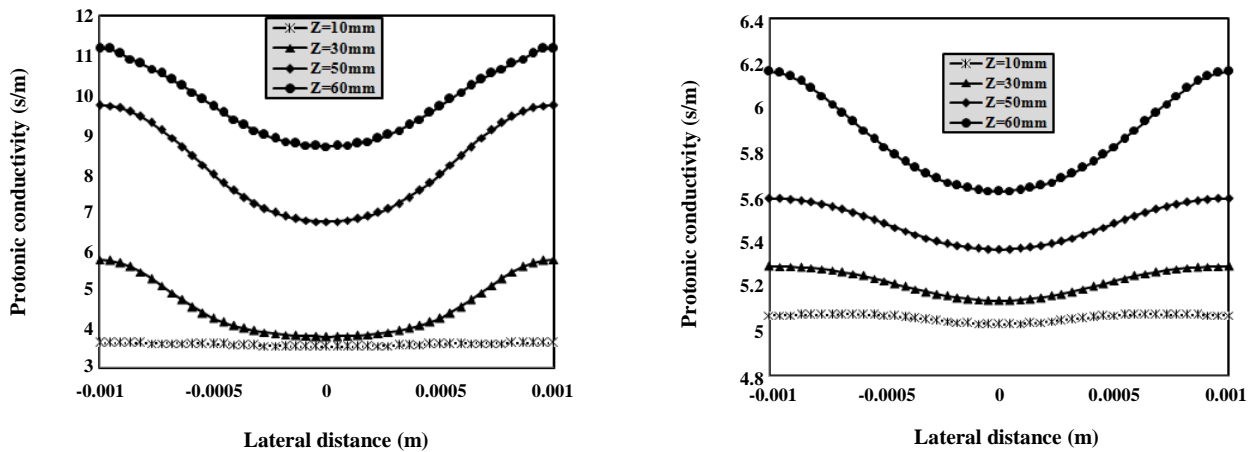 12
11
10
9
8
7
6
5
4
3
Protonic conductivity (s/m)
Z=10mm
Z=30mm
Z=50mm
Z=60mm
-0.001
-0.0005
0
0.0005
0.001
Lateral distance (m)
6.4
6.2
6
5.8
5.6
5.4
5.2
5
4.8
Protonic conductivity (s/m)
Z=10mm
Z=30mm
Z=50mm
Z=60mm
-0.001
-0.0005
0
0.0005
0.001
Lateral distance (m)